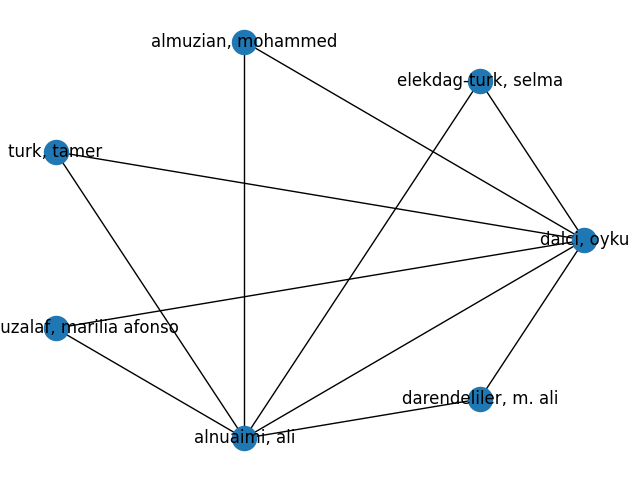 almuzian, mohammed
elekdag-turk, selma
turk, tamer
dalci, oyku
uzalaf, marilia afonso
darendeliler, m. ali
alnuaimi, ali